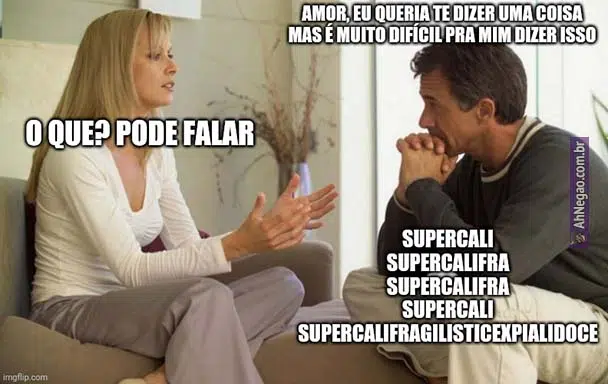 AMOR, EU QUERIA TE DIZER UMA COISA
MAS É MUITO DIFÍCIL PRA MIM DIZER ISSO
O QUE? PODE FALAR
AhNegao.com.br
SUPERCALI
SUPERCALIFRA
SUPERCALIFRA
SUPERCALI
SUPERCALIFRAGILISTICEXPIALIDOCE
imgflip.com